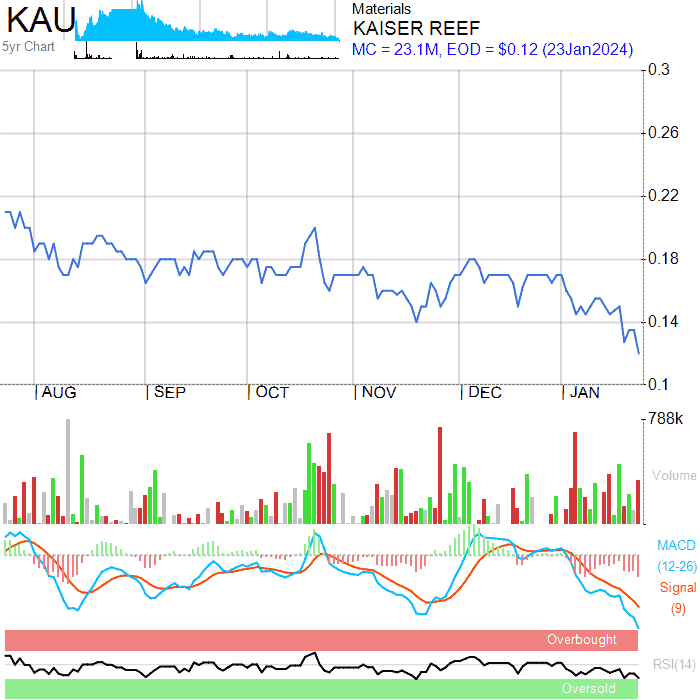 KAU
5yr Chart
Materials
KAISER REEF
MC = 23.1M, EOD = $0.12 (23Jan2024)
0.3
0.26
0.22
0.18
0.14
0.1
AUG SEP OCT NOV DEC JAN
788k
Volume
MACD
(12-26)
Signal
(9)
Overbought
RSI(14)
Oversold